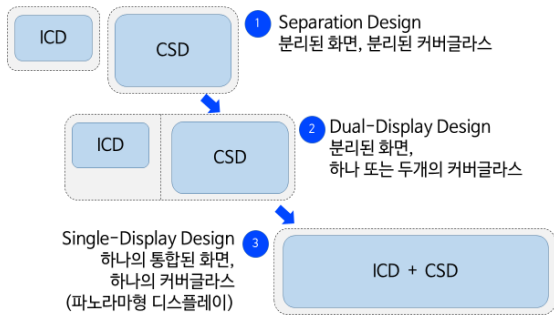 ICD
CSD
1
Separation Design
분리된 화면, 분리된 커버글라스
ICD
CSD
2
Dual-Display Design
분리된 화면,
하나 또는 두개의 커버글라스
Single-Display Design
하나의 통합된 화면,
하나의 커버글라스
(파노라마형 디스플레이)
3
ICD + CSD